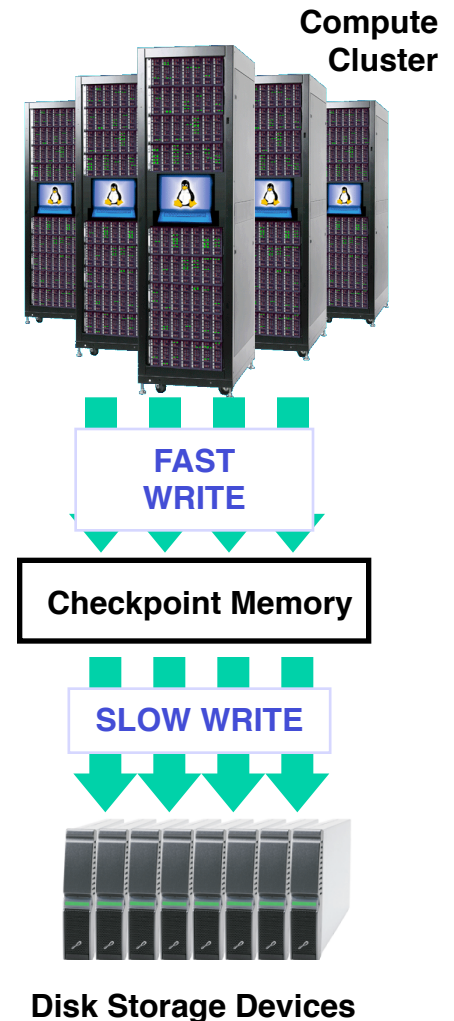 Compute
Cluster
FAST
WRITE
Checkpoint Memory
SLOW WRITE
Disk Storage Devices